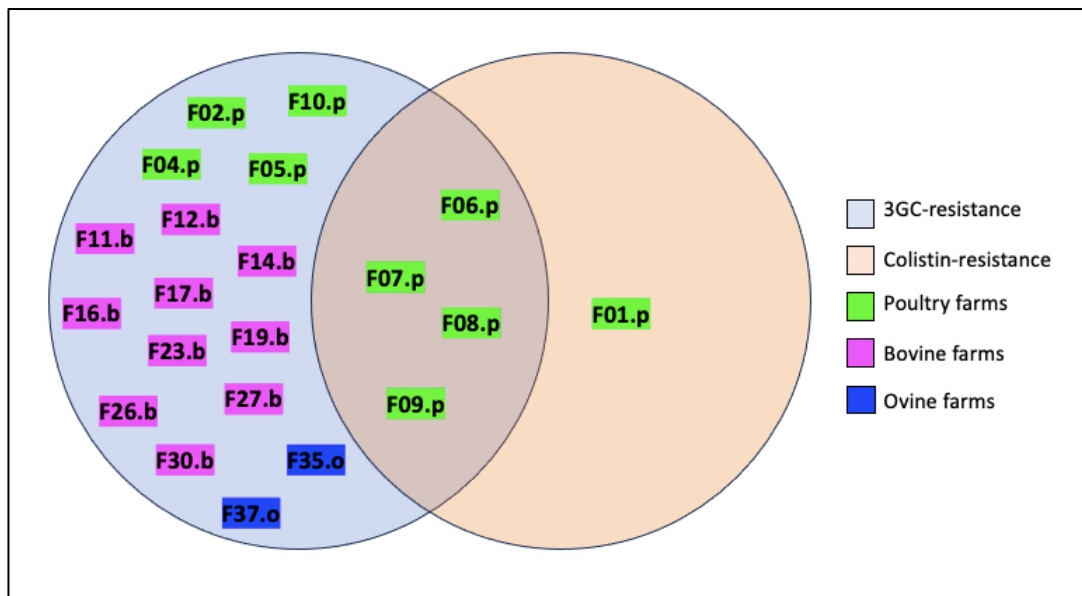 F02.p
F10.p
F04.p
F05.p
F12.b
F11.b
F14.b
F17.b
F16.b
F19.b
F23.b
F27.b
F26.b
F30.b
F35.o
F37.o
F06.p
F07.p
F08.p
F09.p
F01.p
3GC-resistance
Colistin-resistance
Poultry farms
Bovine farms
Ovine farms